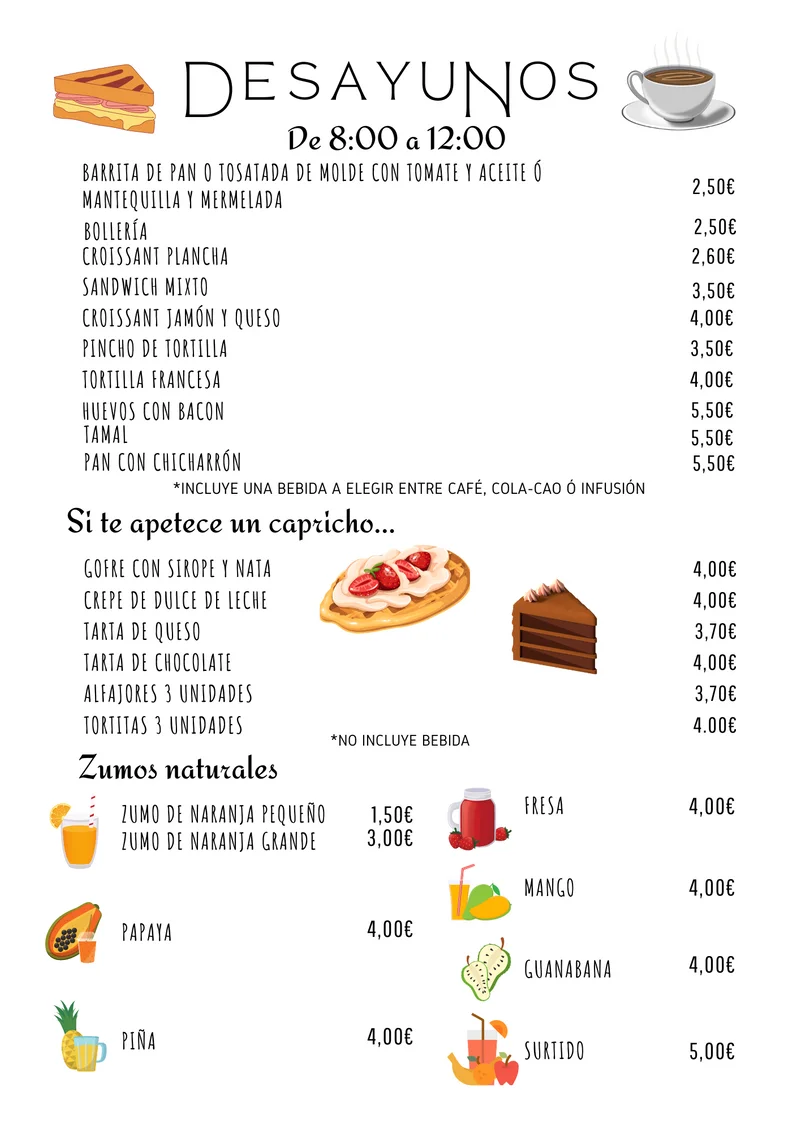 DESAYUNOS
De 8:00 a 12:00
BARRITA DE PAN O TOSATADA DE MOLDE CON TOMATE Y ACEITE Ó
MANTEQUILLA Y MERMELADA 2,50€
BOLLERÍA 2,50€
CROISSANT PLANCHA 2,60€
SANDWICH MIXTO 3,50€
CROISSANT JAMÓN Y QUESO 4,00€
PINCHO DE TORTILLA 3,50€
TORTILLA FRANCESA 4,00€
HUEVOS CON BACON 5,50€
TAMAL 5,50€
PAN CON CHICHARRÓN 5,50€
*INCLUYE UNA BEBIDA A ELEGIR ENTRE CAFÉ, COLA-CAO Ó INFUSIÓN
Si te apetece un capricho...
GOFRE CON SIROPE Y NATA 4,00€
CREPE DE DULCE DE LECHE 4,00€
TARTA DE QUESO 3,70€
TARTA DE CHOCOLATE 4,00€
ALFAJORES 3 UNIDADES 3,70€
TORTITAS 3 UNIDADES 4.00€
*NO INCLUYE BEBIDA
Zumos naturales
ZUMO DE NARANJA PEQUEÑO 1,50€
ZUMO DE NARANJA GRANDE 3,00€
PAPAYA 4,00€
PIÑA 4,00€
FRESA 4,00€
MANGO 4,00€
GUANABANA 4,00€
SURTIDO 5,00€